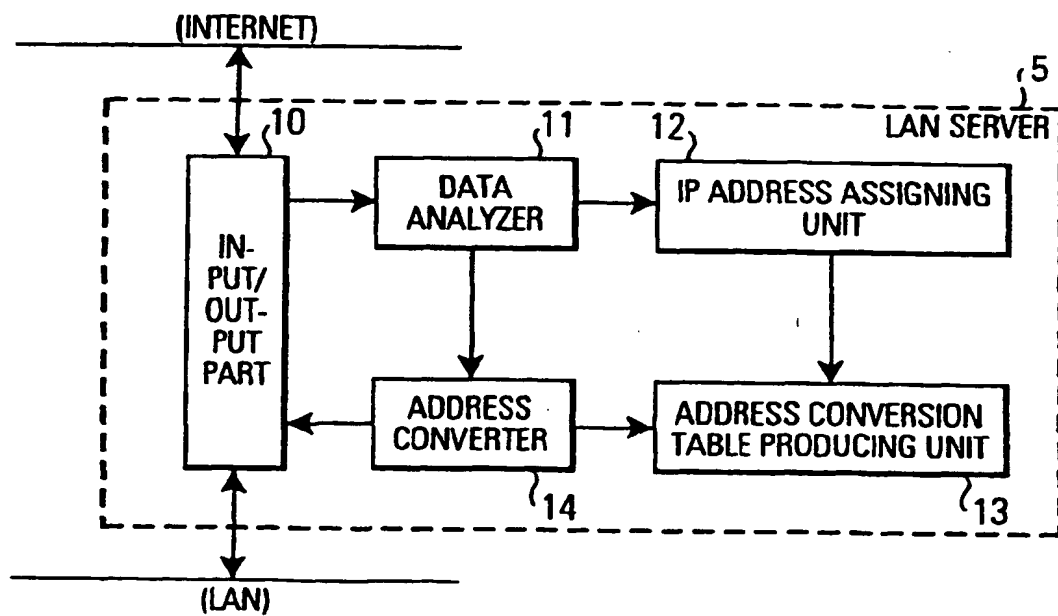 (INTERNET)
5
LAN SERVER
10
11
12
DATA
ANALYZER
IP ADDRESS ASSIGNING
UNIT
IN-
PUT/
OUT-
PUT
PART
ADDRESS
CONVERTER
ADDRESS CONVERSION
TABLE PRODUCING UNIT
14
13
(LAN)